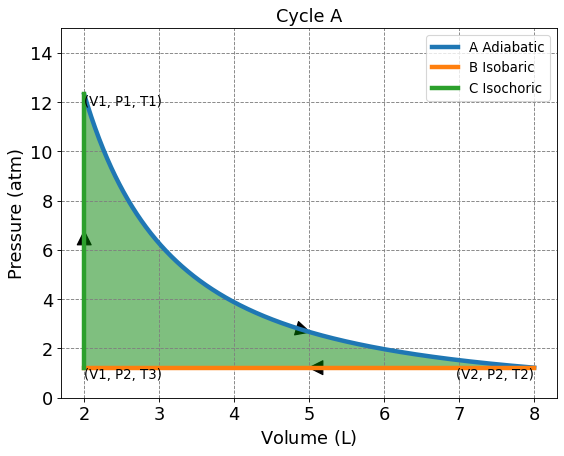 Cycle A
14
12
10
8
6
4
2
0
Pressure (atm)
A Adiabatic
B Isobaric
C Isochoric
(V1, P1, T1)
(V1, P2, T3)
(V2, P2, T2)
2 3 4 5 6 7 8
Volume (L)